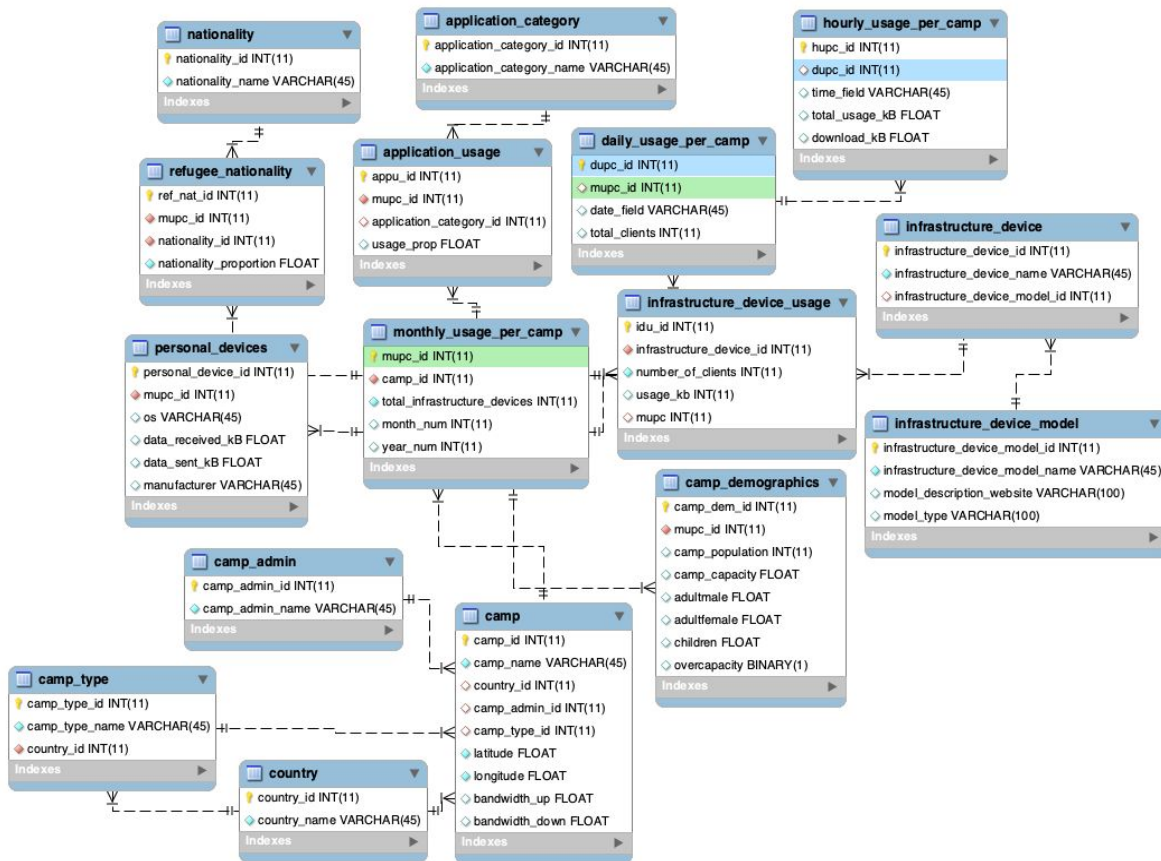 nationality
nationality_id INT(11)
nationality_name VARCHAR(45)
Indexes
application_category
application_category_id INT(11)
application_category_name VARCHAR(45)
Indexes
hourly_usage_per_camp
hupc_id INT(11)
dupc_id INT(11)
time_field VARCHAR(45)
total_usage_kB FLOAT
download_kB FLOAT
Indexes
refugee_nationality
ref_nat_id INT(11)
mupc_id INT(11)
nationality_id INT(11)
nationality_proportion FLOAT
Indexes
application_usage
appu_id INT(11)
mupc_id INT(11)
application_category_id INT(11)
usage_prop FLOAT
Indexes
daily_usage_per_camp
dupc_id INT(11)
mupc_id INT(11)
date_field VARCHAR(45)
total_clients INT(11)
Indexes
infrastructure_device
infrastructure_device_id INT(11)
infrastructure_device_name VARCHAR(45)
infrastructure_device_model_id INT(11)
Indexes
personal_devices
personal_device_id INT(11)
mupc_id INT(11)
os VARCHAR(45)
data_received_kB FLOAT
data_sent_kB FLOAT
manufacturer VARCHAR(45)
Indexes
monthly_usage_per_camp
mupc_id INT(11)
camp_id INT(11)
total_infrastructure_devices INT(11)
month_num INT(11)
year_num INT(11)
Indexes
infrastructure_device_usage
idu_id INT(11)
infrastructure_device_id INT(11)
number_of_clients INT(11)
usage_kb INT(11)
mupc INT(11)
Indexes
infrastructure_device_model
infrastructure_device_model_id INT(11)
infrastructure_device_model_name VARCHAR(45)
model_description_website VARCHAR(100)
model_type VARCHAR(100)
Indexes
camp_demographics
camp_dem_id INT(11)
mupc_id INT(11)
camp_population INT(11)
camp_capacity FLOAT
adultmale FLOAT
adultfemale FLOAT
children FLOAT
overcapacity BINARY(1)
Indexes
camp_admin
camp_admin_id INT(11)
camp_admin_name VARCHAR(45)
Indexes
camp
camp_id INT(11)
camp_name VARCHAR(45)
country_id INT(11)
camp_admin_id INT(11)
camp_type_id INT(11)
latitude FLOAT
longitude FLOAT
bandwidth_up FLOAT
bandwidth_down FLOAT
Indexes
camp_type
camp_type_id INT(11)
camp_type_name VARCHAR(45)
country_id INT(11)
Indexes
country
country_id INT(11)
country_name VARCHAR(45)
Indexes